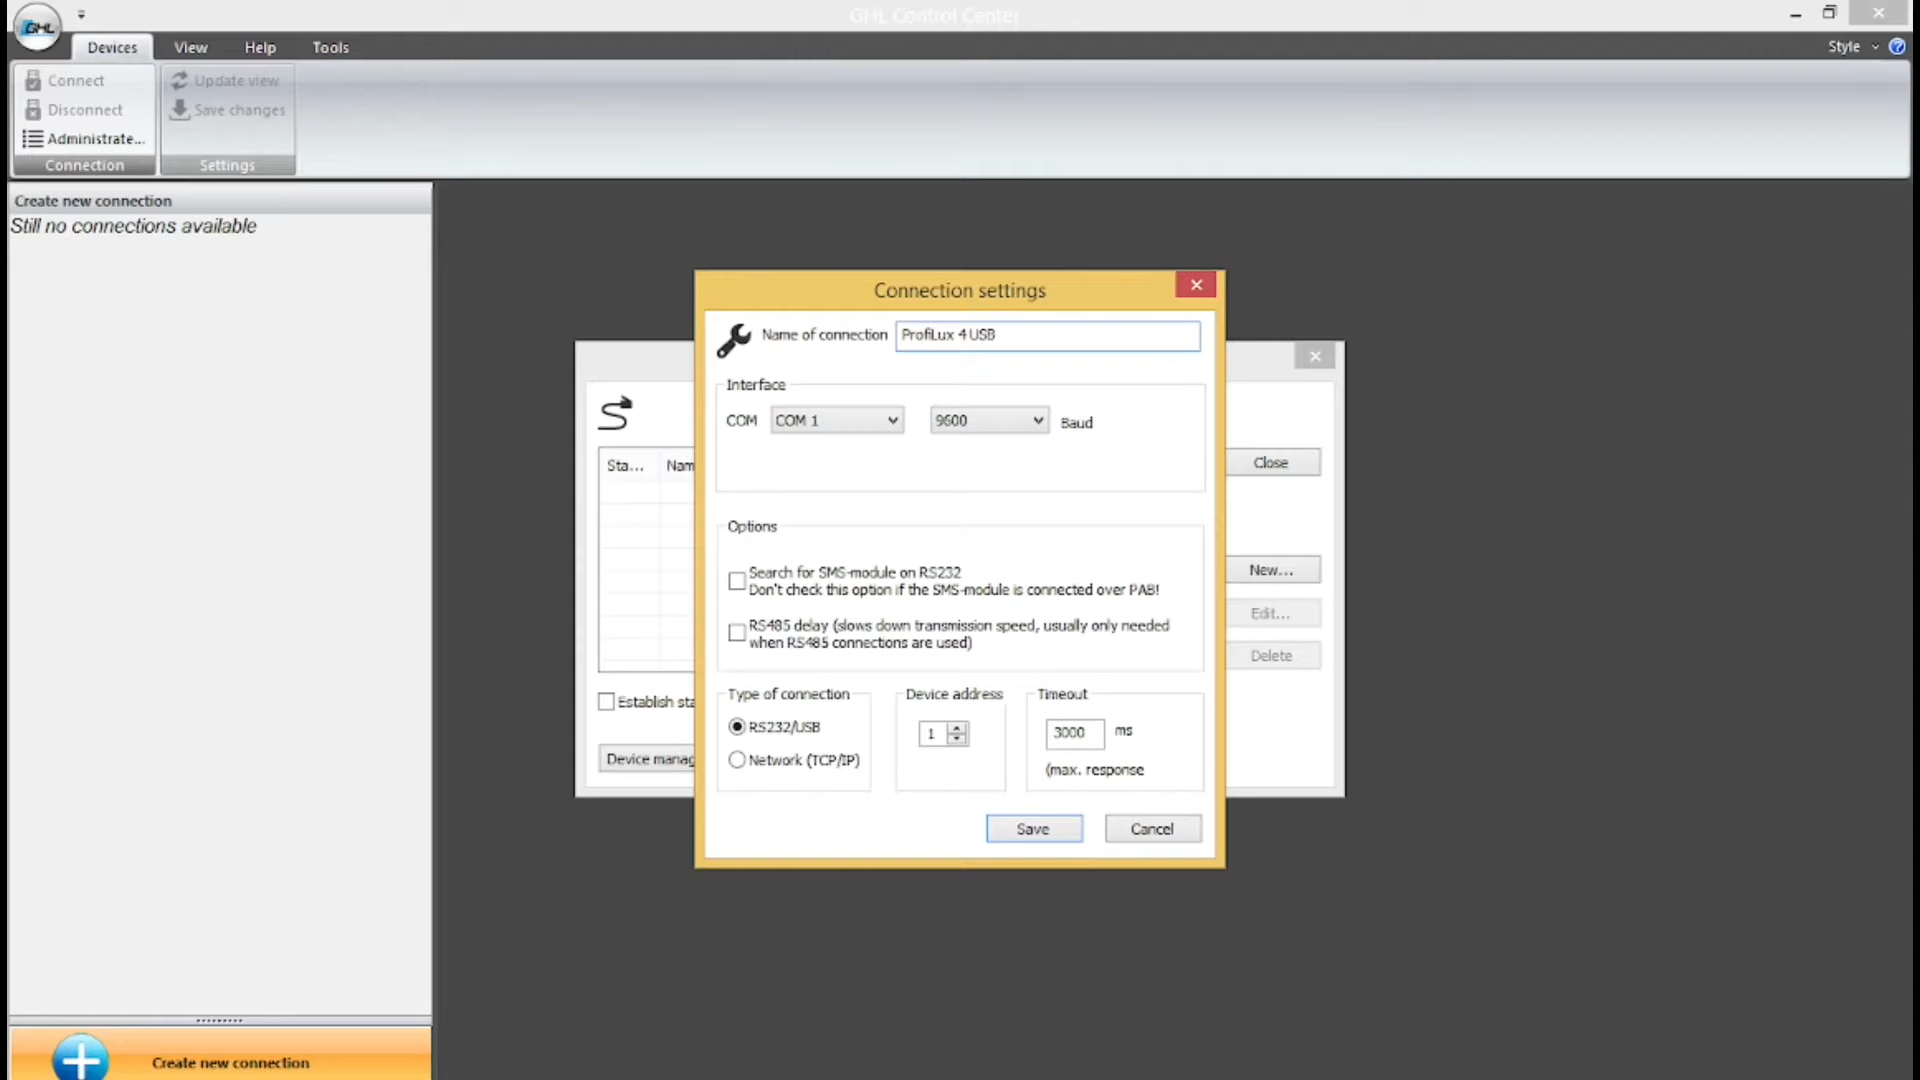 GHL
GHL Control Center
Devices View Help Tools
Style
Connect
Disconnect
Administrate...
Connection
Update view
Save changes
Settings
Create new connection
Still no connections available
Connection settings
Name of connection ProfiLux 4 USB
Interface
COM COM 1 9600 Baud
Options
Search for SMS-module on RS232
Don't check this option if the SMS-module is connected over PAB!
RS485 delay (slows down transmission speed, usually only needed
when RS485 connections are used)
Type of connection
RS232/USB
Network (TCP/IP)
Device address
1
Timeout
3000 ms
(max. response
Save Cancel
Sta... Nam
Establish sta
Device manag
Close
New...
Edit...
Delete
Create new connection